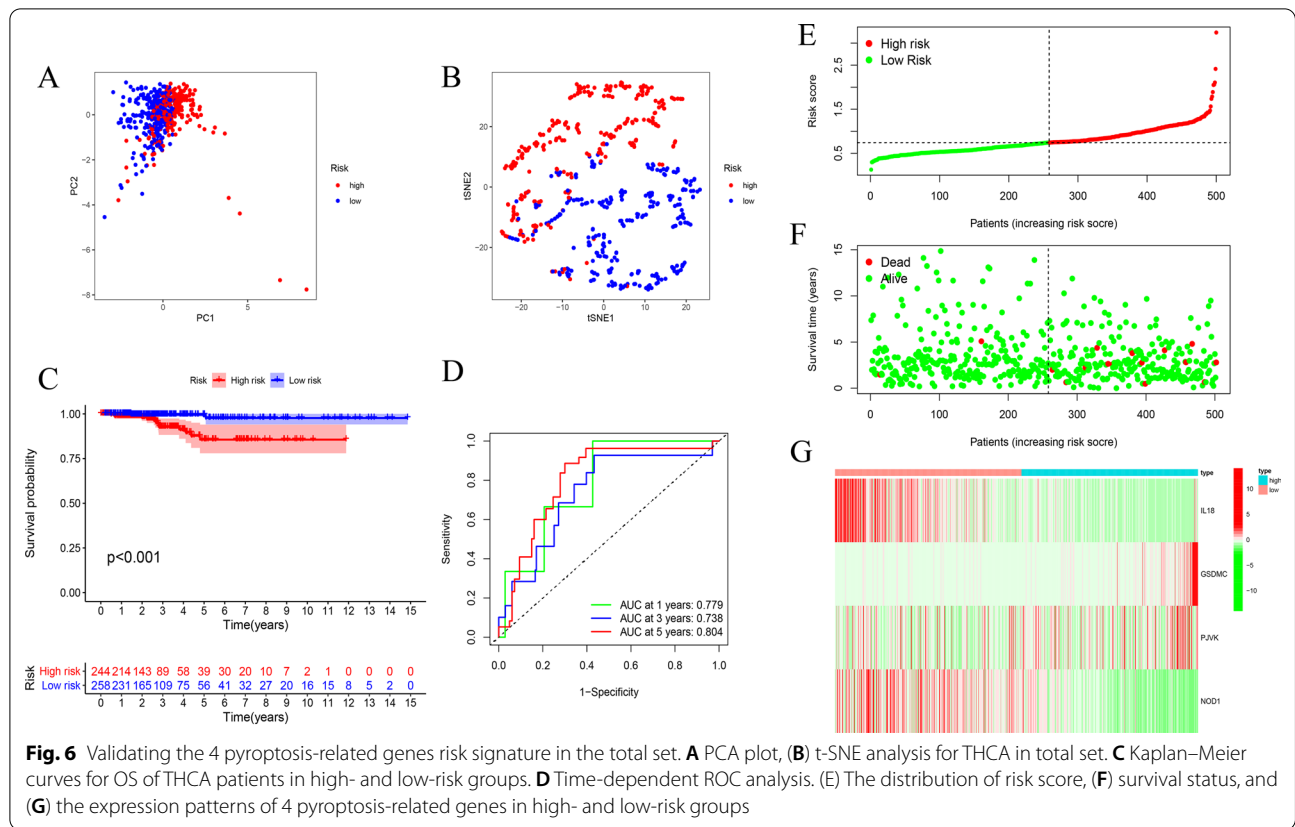 A
0
−2
−4
−6
−8
PC2
0
5
PC1
Risk
high
low
B
20
0
−20
tSNE2
−20
−10
0
10
20
tSNE1
Risk
high
low
E
High risk
Low Risk
Risk score
0.5
1.5
2.5
0
100
200
300
400
500
Patients (increasing risk socre)
F
Dead
Alive
Survival time (years)
0
5
10
15
0
100
200
300
400
500
Patients (increasing risk socre)
C
Risk High risk Low risk
Survival probability
1.00
0.75
0.50
0.25
0.00
p<0.001
0 1 2 3 4 5 6 7 8 9 10 11 12 13 14 15
Time(years)
Risk
High risk 244 214 143 89 58 39 30 20 10 7 2 1 0 0 0 0
Low risk 258 231 165 109 75 56 41 32 27 20 16 15 8 5 2 0
0 1 2 3 4 5 6 7 8 9 10 11 12 13 14 15
Time(years)
D
Sensitivity
0.0
0.2
0.4
0.6
0.8
1.0
AUC at 1 years: 0.779
AUC at 3 years: 0.738
AUC at 5 years: 0.804
0.0 0.2 0.4 0.6 0.8 1.0
1-Specificity
G
type
IL18
GSDMC
PJVK
NOD1
10
5
0
−5
−10
type
high
low
Fig. 6 Validating the 4 pyroptosis-related genes risk signature in the total set. A PCA plot, (B) t-SNE analysis for THCA in total set. C Kaplan–Meier
curves for OS of THCA patients in high- and low-risk groups. D Time-dependent ROC analysis. (E) The distribution of risk score, (F) survival status, and
(G) the expression patterns of 4 pyroptosis-related genes in high- and low-risk groups